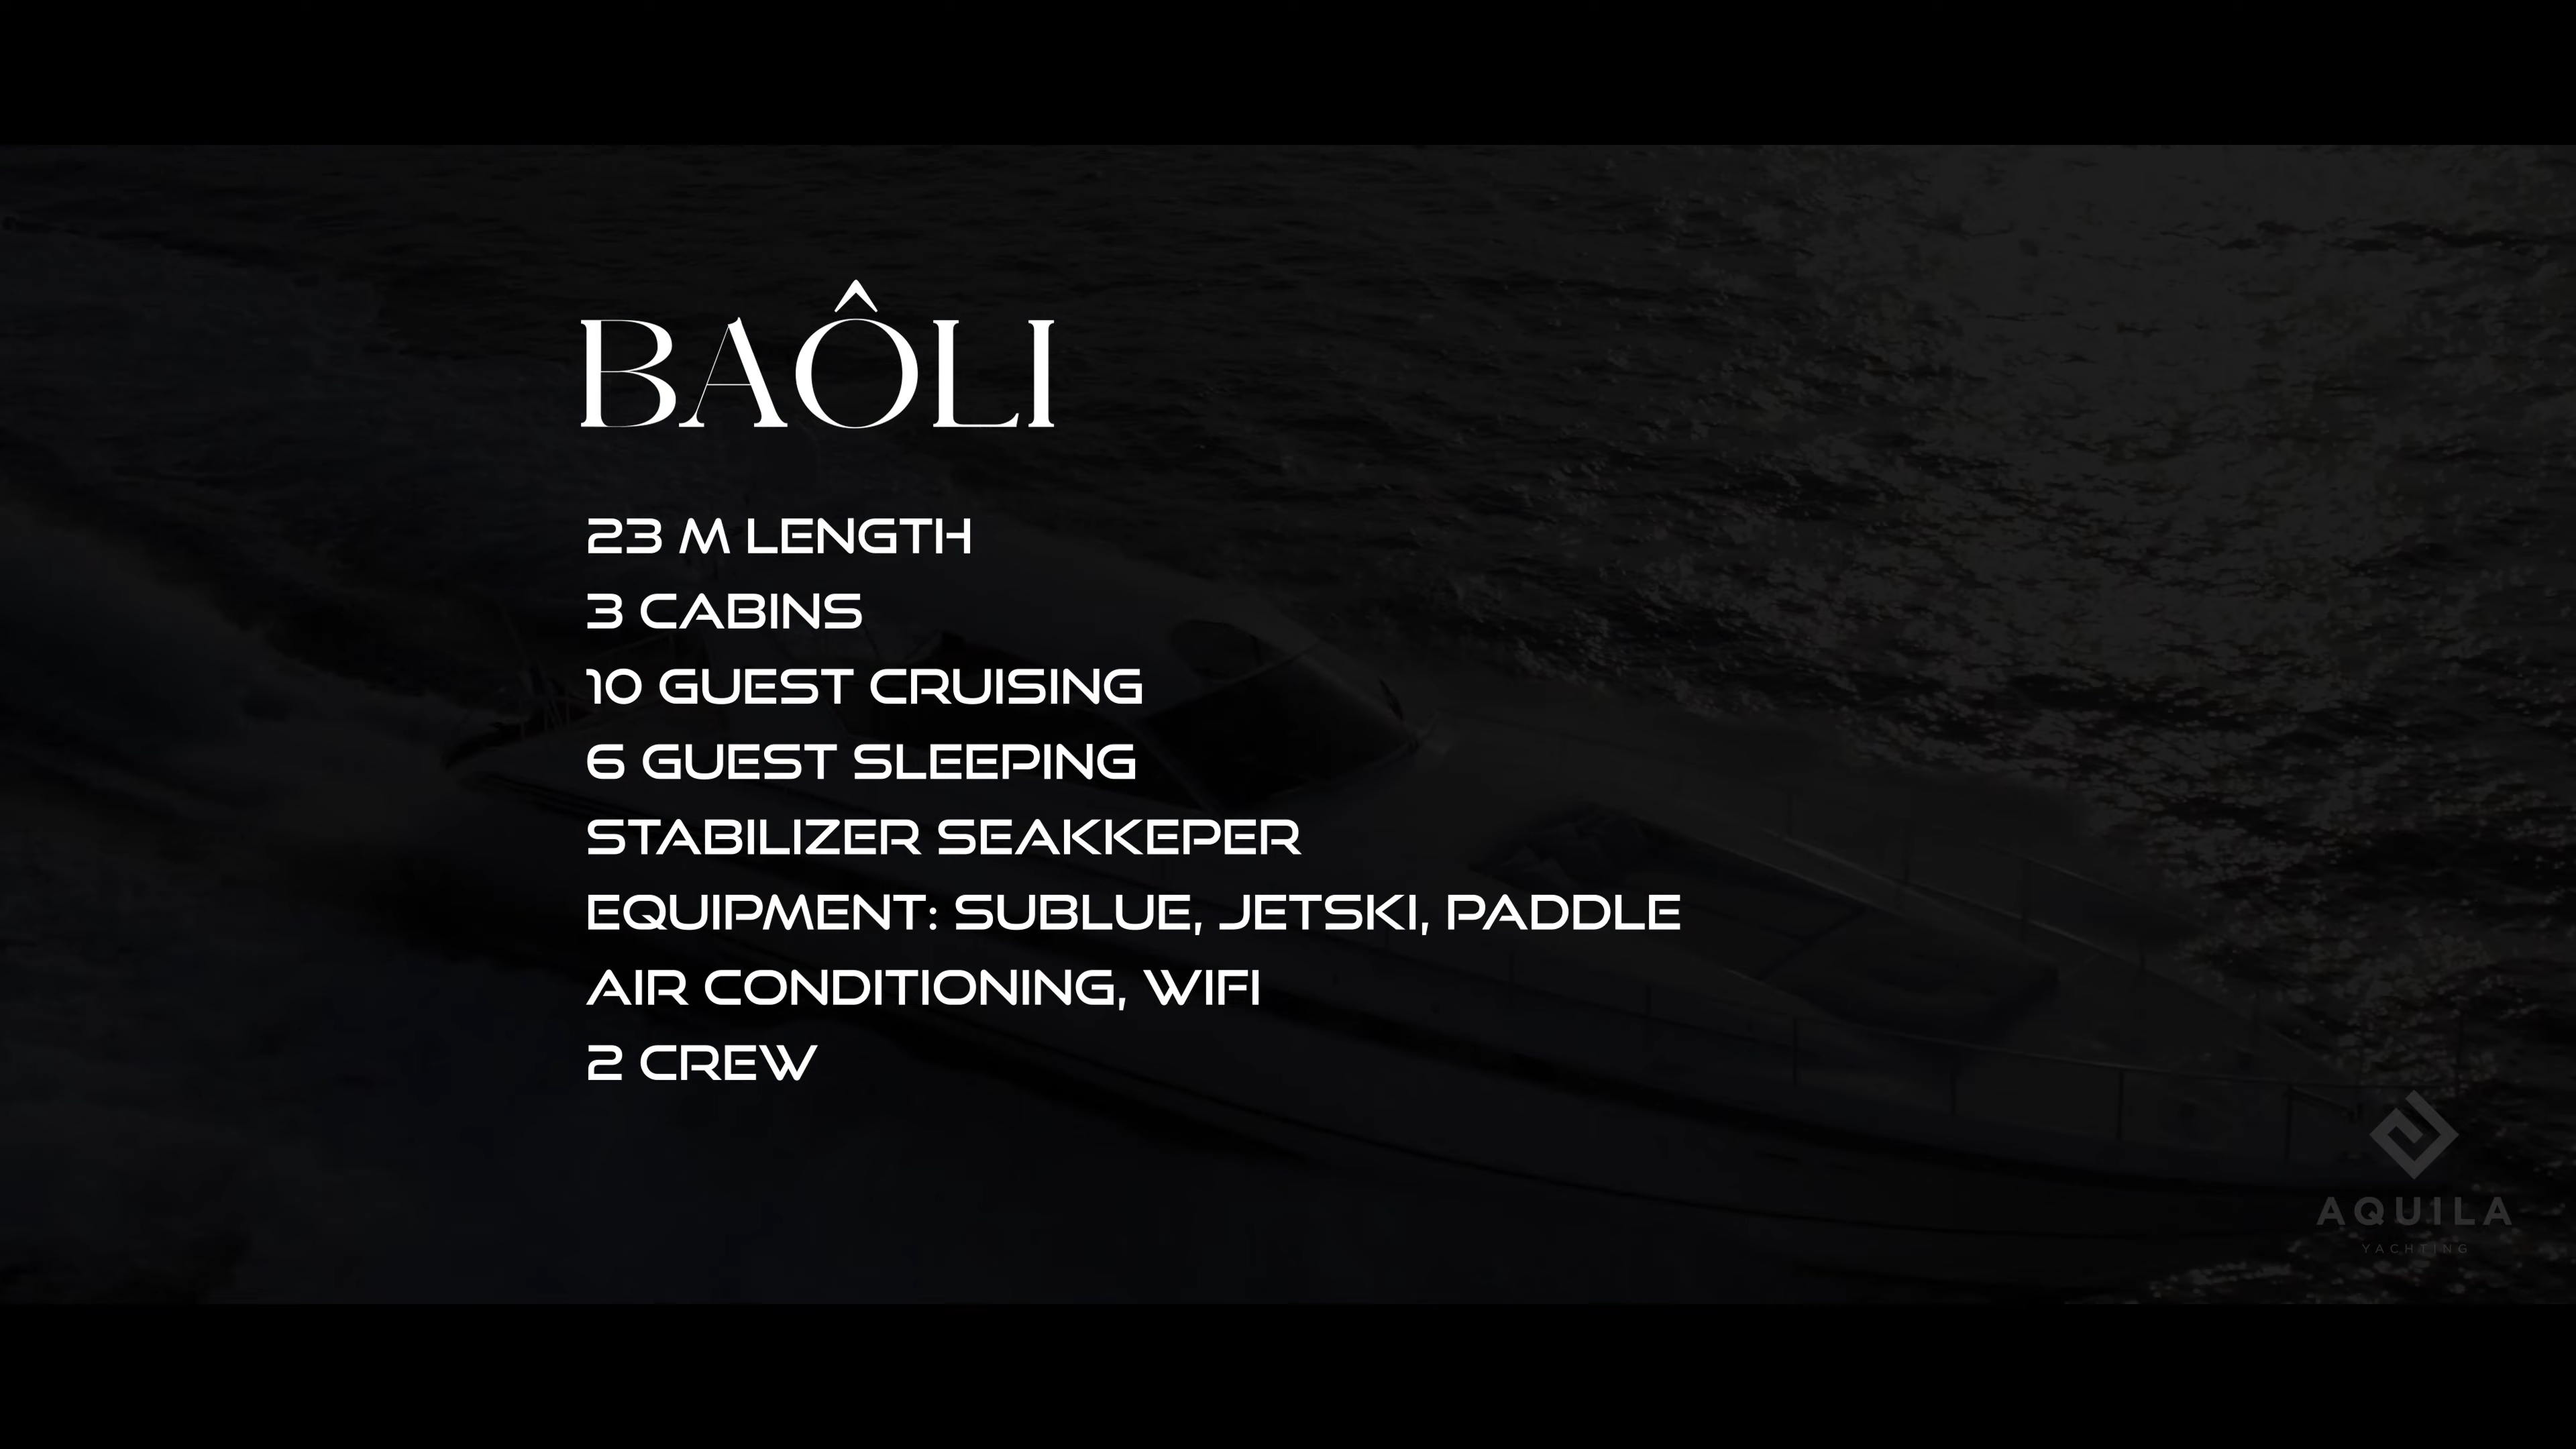 BAÔLI
23 M LENGTH
3 CABINS
10 GUEST CRUISING
6 GUEST SLEEPING
STABILIZER SEAKKEPER
EQUIPMENT: SUBLUE, JETSKI, PADDLE
AIR CONDITIONING, WIFI
2 CREW
AQUILA
YACHTING